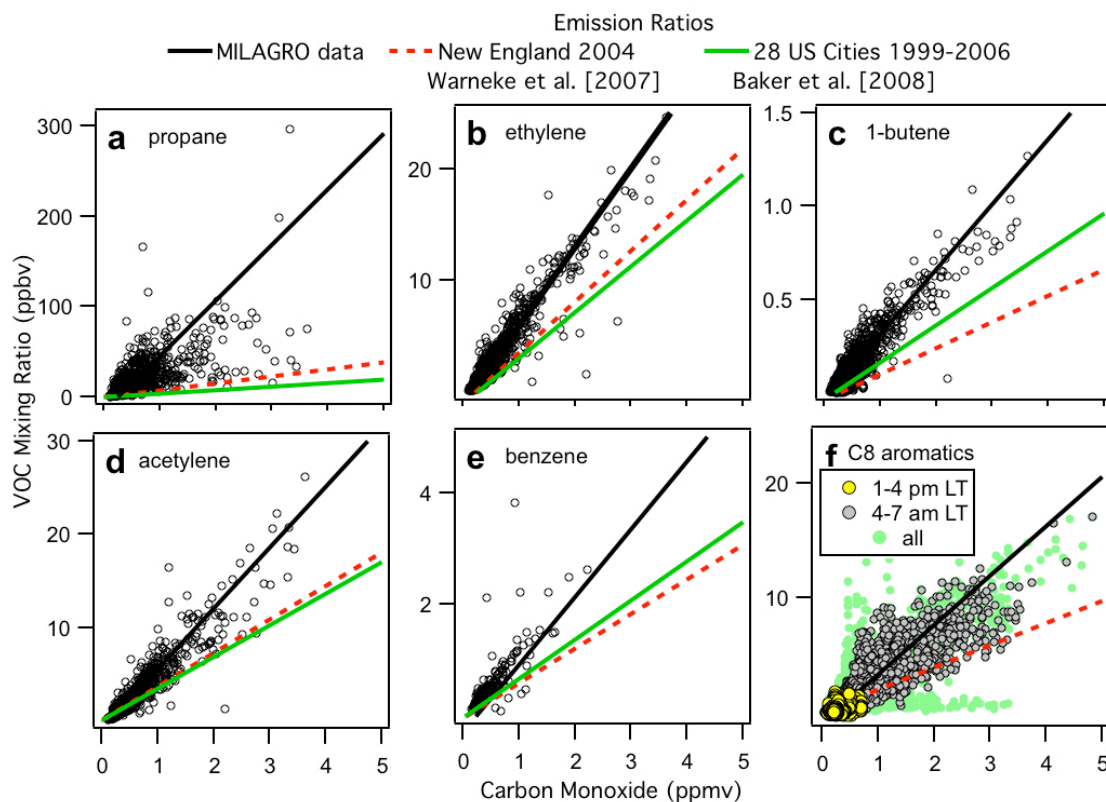 Emission Ratios
MILAGRO data New England 2004 28 US Cities 1999-2006
Warneke et al. [2007] Baker et al. [2008]
VOC Mixing Ratio (ppbv)
a propane
300
200
100
0
b ethylene
20
10
c 1-butene
1.5
1.0
0.5
d acetylene
30
20
10
0 1 2 3 4 5
e benzene
4
2
0 1 2 3 4 5
f C8 aromatics
1-4 pm LT
4-7 am LT
all
20
10
0 1 2 3 4 5
Carbon Monoxide (ppmv)